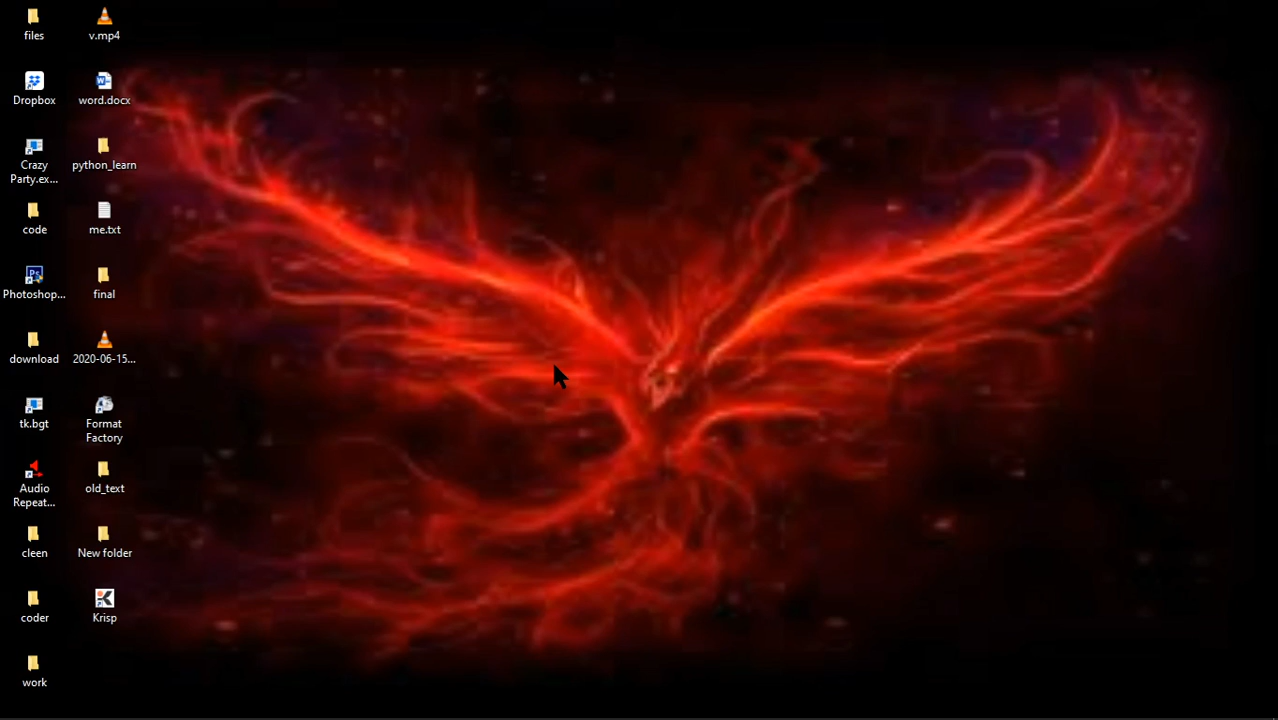 files
v.mp4
Dropbox
word.docx
Crazy
Party.ex...
python_learn
code
me.txt
Photoshop...
final
download
2020-06-15...
tk.bgt
Format
Factory
Audio
Repeat...
old_text
cleen
New folder
coder
Krisp
work